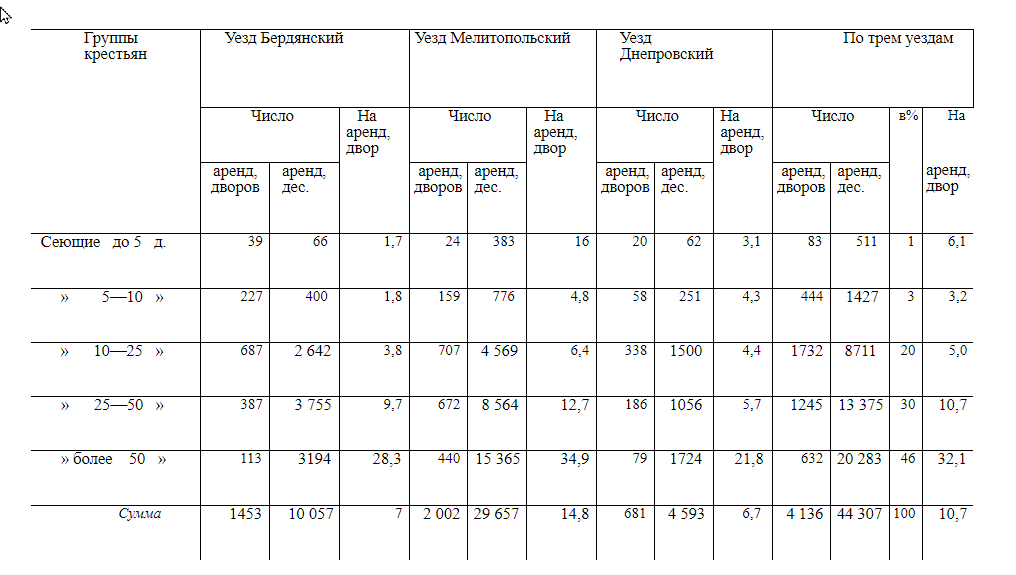 Группы крестьян Уезд Бердянский Уезд Мелитопольский Уезд Днепровский По трем уездам
Число На аренд, двор Число На аренд, двор Число На аренд, двор Число в% На аренд, двор
аренд, дворов аренд, дес. аренд, дворов аренд, дес. аренд, дворов аренд, дес. аренд, дворов аренд, дес.
Сеющие до 5 д. 39 66 1,7 24 383 16 20 62 3,1 83 511 1 6,1
» 5—10 » 227 400 1,8 159 776 4,8 58 251 4,3 444 1427 3 3,2
» 10—25 » 687 2 642 3,8 707 4 569 6,4 338 1500 4,4 1732 8711 20 5,0
» 25—50 » 387 3 755 9,7 672 8 564 12,7 186 1056 5,7 1245 13 375 30 10,7
» более 50 » 113 3194 28,3 440 15 365 34,9 79 1724 21,8 632 20 283 46 32,1
Сумма 1453 10 057 7 2 002 29 657 14,8 681 4 593 6,7 4 136 44 307 100 10,7